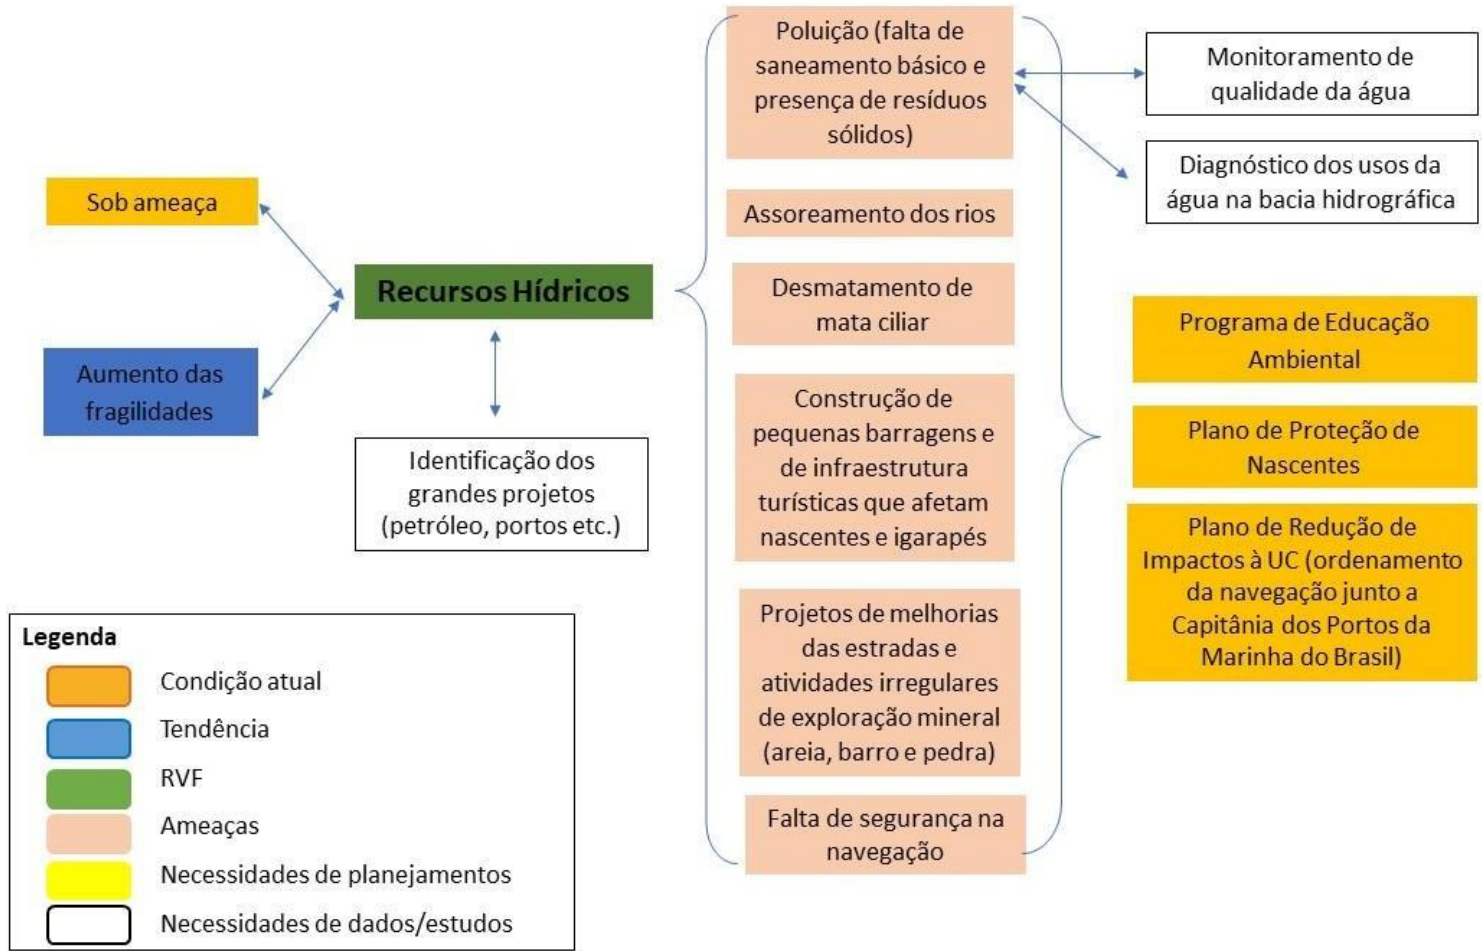 Sob ameaça
Aumento das
fragilidades
Recursos Hídricos
Identificação dos
grandes projetos
(petróleo, portos etc.)
Poluição (falta de
saneamento básico e
presença de resíduos
sólidos)
Assoreamento dos rios
Desmatamento de
mata ciliar
Construção de
pequenas barragens e
de infraestrutura
turísticas que afetam
nascentes e igarapés
Projetos de melhorias
das estradas e
atividades irregulares
de exploração mineral
(areia, barro e pedra)
Falta de segurança na
navegação
Monitoramento de
qualidade da água
Diagnóstico dos usos da
água na bacia hidrográfica
Programa de Educação
Ambiental
Plano de Proteção de
Nascentes
Plano de Redução de
Impactos à UC (ordenamento
da navegação junto a
Capitânia dos Portos da
Marinha do Brasil)
Legenda
Condição atual
Tendência
RVF
Ameaças
Necessidades de planejamentos
Necessidades de dados/estudos